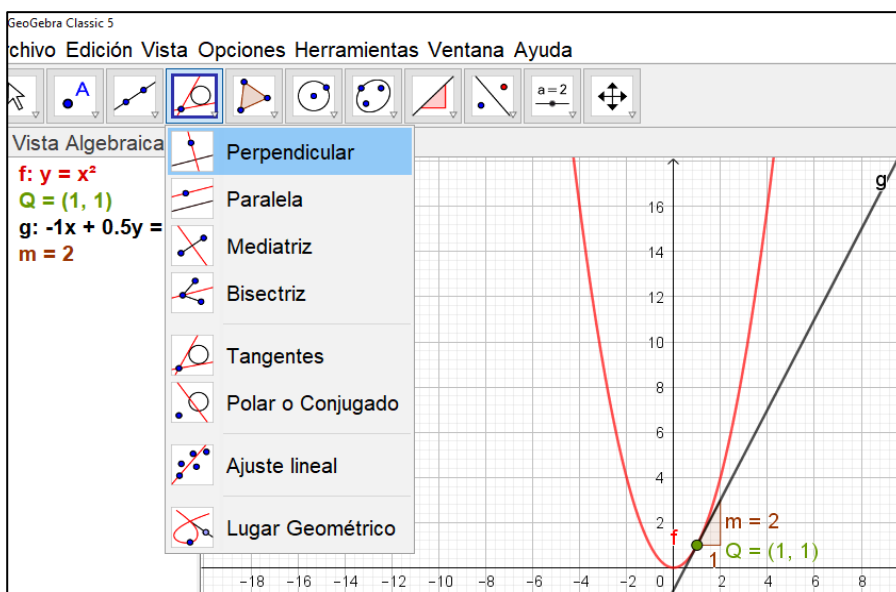 GeoGebra Classic 5
rchivo Edición Vista Opciones Herramientas Ventana Ayuda
A
a=2
Vista Algebraica
f: y = x²
Q = (1, 1)
g: -1x + 0.5y =
m = 2
Perpendicular
Paralela
Mediatriz
Bisectriz
Tangentes
Polar o Conjugado
Ajuste lineal
Lugar Geométrico
g
16
14
12
10
8
6
4
2
f
m = 2
1
Q = (1, 1)
-18 -16 -14 -12 -10 -8 -6 -4 -2 0 2 4 6 8